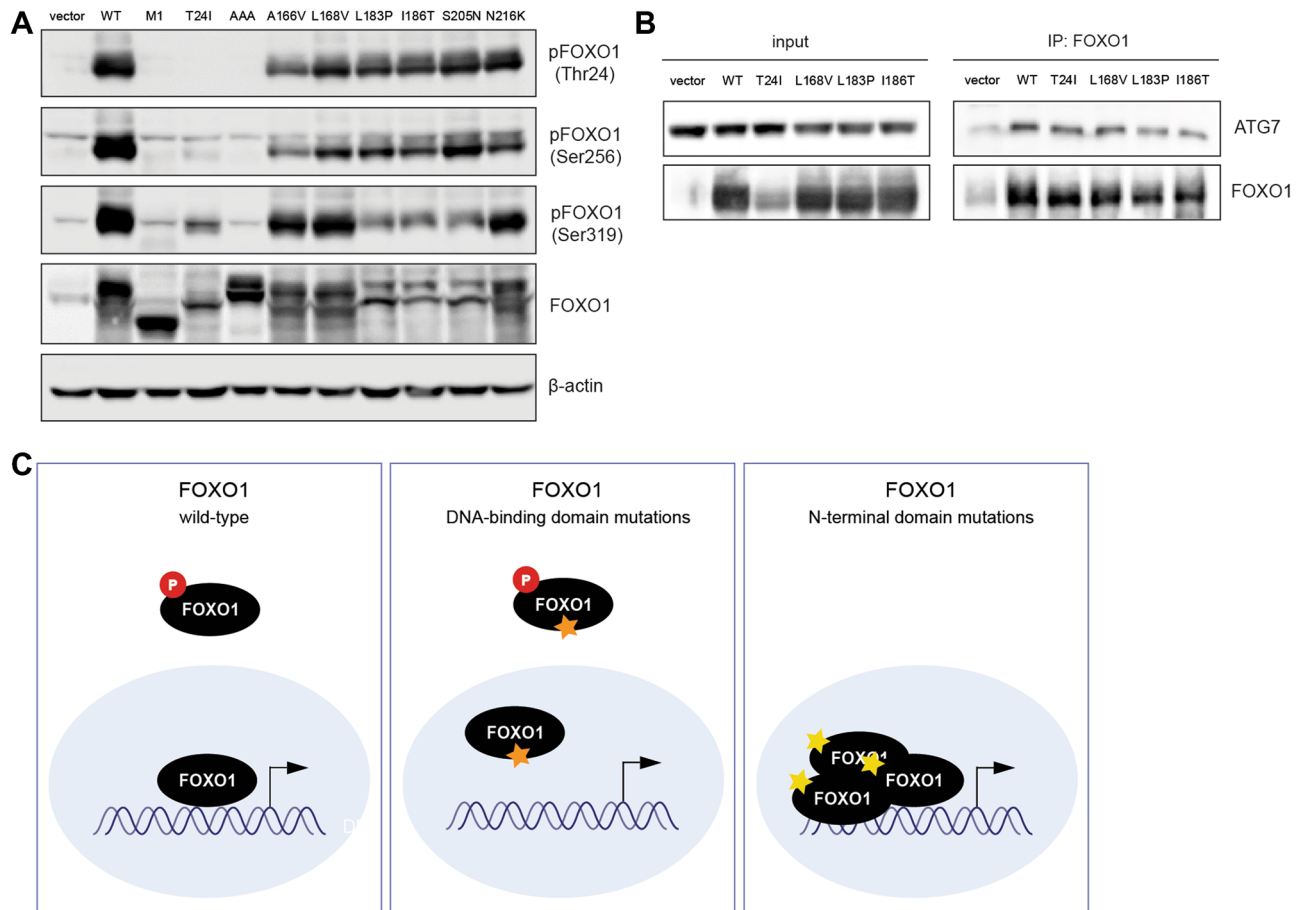 A
vector WT M1 T24I AAA A166V L168V L183P I186T S205N N216K
pFOXO1
(Thr24)
pFOXO1
(Ser256)
pFOXO1
(Ser319)
FOXO1
β-actin
B
input
IP: FOXO1
vector WT T24I L168V L183P I186T
vector WT T24I L168V L183P I186T
ATG7
FOXO1
C
FOXO1
wild-type
P
FOXO1
FOXO1
FOXO1
DNA-binding domain mutations
P
FOXO1
FOXO1
FOXO1
N-terminal domain mutations
FOXO1
FOXO1
FOXO1